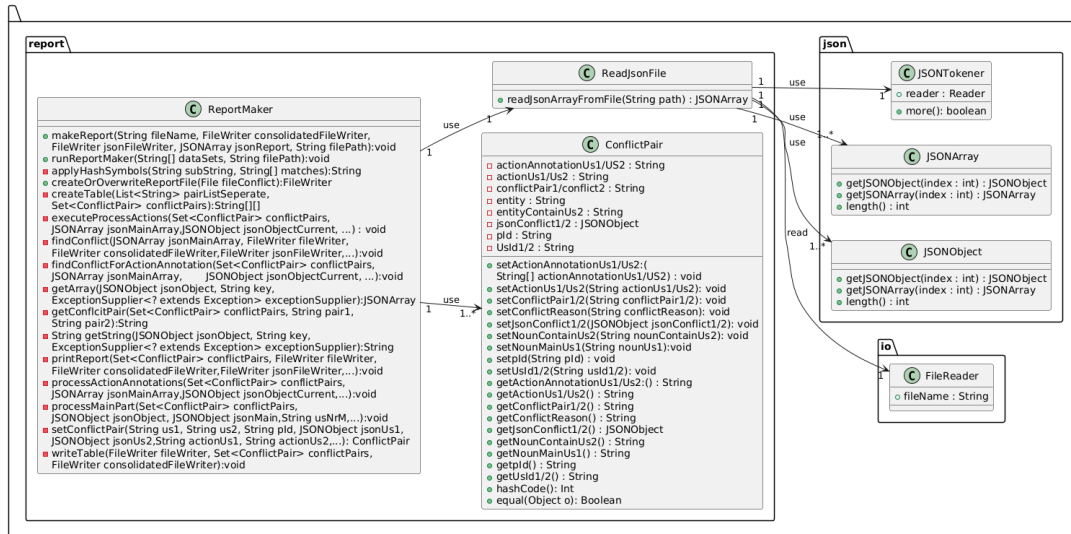 report
ReportMaker
makeReport(String fileName, FileWriter consolidatedFileWriter,
FileWriter jsonFileWriter, JSONArray jsonReport, String filePath):void
runReportMaker(String[] dataSets, String filePath):void
applyHashSymbols(String subString, String[] matches):String
createOrOverwriteReportFile(File fileConflict):FileWriter
createTable(List<String> pairListSeperate,
Set<ConflictPair> conflictPairs):String[][]
executeProcessActions(Set<ConflictPair> conflictPairs,
JSONArray jsonMainArray,JSONObject jsonObjectCurrent, ...) : void
findConflict(JSONArray jsonMainArray, FileWriter fileWriter,
FileWriter consolidatedFileWriter,FileWriter jsonFileWriter,...):void
findConflictForActionAnnotation(Set<ConflictPair> conflictPairs,
JSONArray jsonMainArray, JSONObject jsonObjectCurrent, ...):void
getArray(JSONObject jsonObject, String key,
ExceptionSupplier<? extends Exception> exceptionSupplier):JSONArray
getConflcitPair(Set<ConflictPair> conflictPairs, String pair1,
String pair2):String
String getString(JSONObject jsonObject, String key,
ExceptionSupplier<? extends Exception> exceptionSupplier):String
printReport(Set<ConflictPair> conflictPairs, FileWriter fileWriter,
FileWriter consolidatedFileWriter,FileWriter jsonFileWriter,...):void
processActionAnnotations(Set<ConflictPair> conflictPairs,
JSONArray jsonMainArray,JSONObject jsonObjectCurrent,...):void
processMainPart(Set<ConflictPair> conflictPairs,
JSONObject jsonObject, JSONObject jsonMain,String usNrM,...):void
setConflictPair(String us1, String us2, String pId, JSONObject jsonUs1,
JSONObject jsonUs2,String actionUs1, String actionUs2,...): ConflictPair
writeTable(FileWriter fileWriter, Set<ConflictPair> conflictPairs,
FileWriter consolidatedFileWriter):void
use
1
1
use
1
1..*
ReadJsonFile
readJsonArrayFromFile(String path) : JSONArray
ConflictPair
actionAnnotationUs1/US2 : String
actionUs1/Us2 : String
conflictPair1/conflict2 : String
entity : String
entityContainUs2 : String
jsonConflict1/2 : JSONObject
pId : String
UsId1/2 : String
setActionAnnotationUs1/Us2:(
String[] actionAnnotationUs1/US2) : void
setActionUs1/Us2(String actionUs1/Us2): void
setConflictPair1/2(String conflictPair1/2): void
setConflictReason(String conflictReason): void
setJsonConflict1/2(JSONObject jsonConflict1/2): void
setNounContainUs2(String nounContainUs2): void
setNounMainUs1(String nounUs1):void
setpId(String pId) : void
setUsId1/2(String usId1/2): void
getActionAnnotationUs1/Us2:() : String
getActionUs1/Us2() : String
getConflictPair1/2() : String
getConflictReason() : String
getJsonConflict1/2() : JSONObject
getNounContainUs2() : String
getNounMainUs1() : String
getpId() : String
getUsId1/2() : String
hashCode(): Int
equal(Object o): Boolean
1
use
1
1
use
1..*
1
use
1..*
1
read
1
json
JSONTokener
reader : Reader
more(): boolean
JSONArray
getJSONObject(index : int) : JSONObject
getJSONArray(index : int) : JSONArray
length() : int
JSONObject
getJSONObject(index : int) : JSONObject
getJSONArray(index : int) : JSONArray
length() : int
io
FileReader
fileName : String